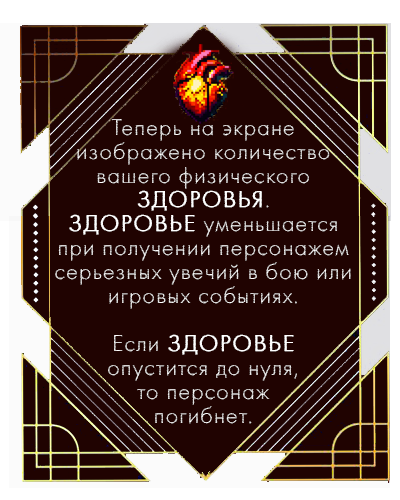 Теперь на экране
изображено количество
вашего физического
ЗДОРОВЬЯ.
ЗДОРОВЬЕ уменьшается
при получении персонажем
серьезных увечий в бою или
игровых событиях.
Если ЗДОРОВЬЕ
опустится до нуля,
то персонаж
погибнет.